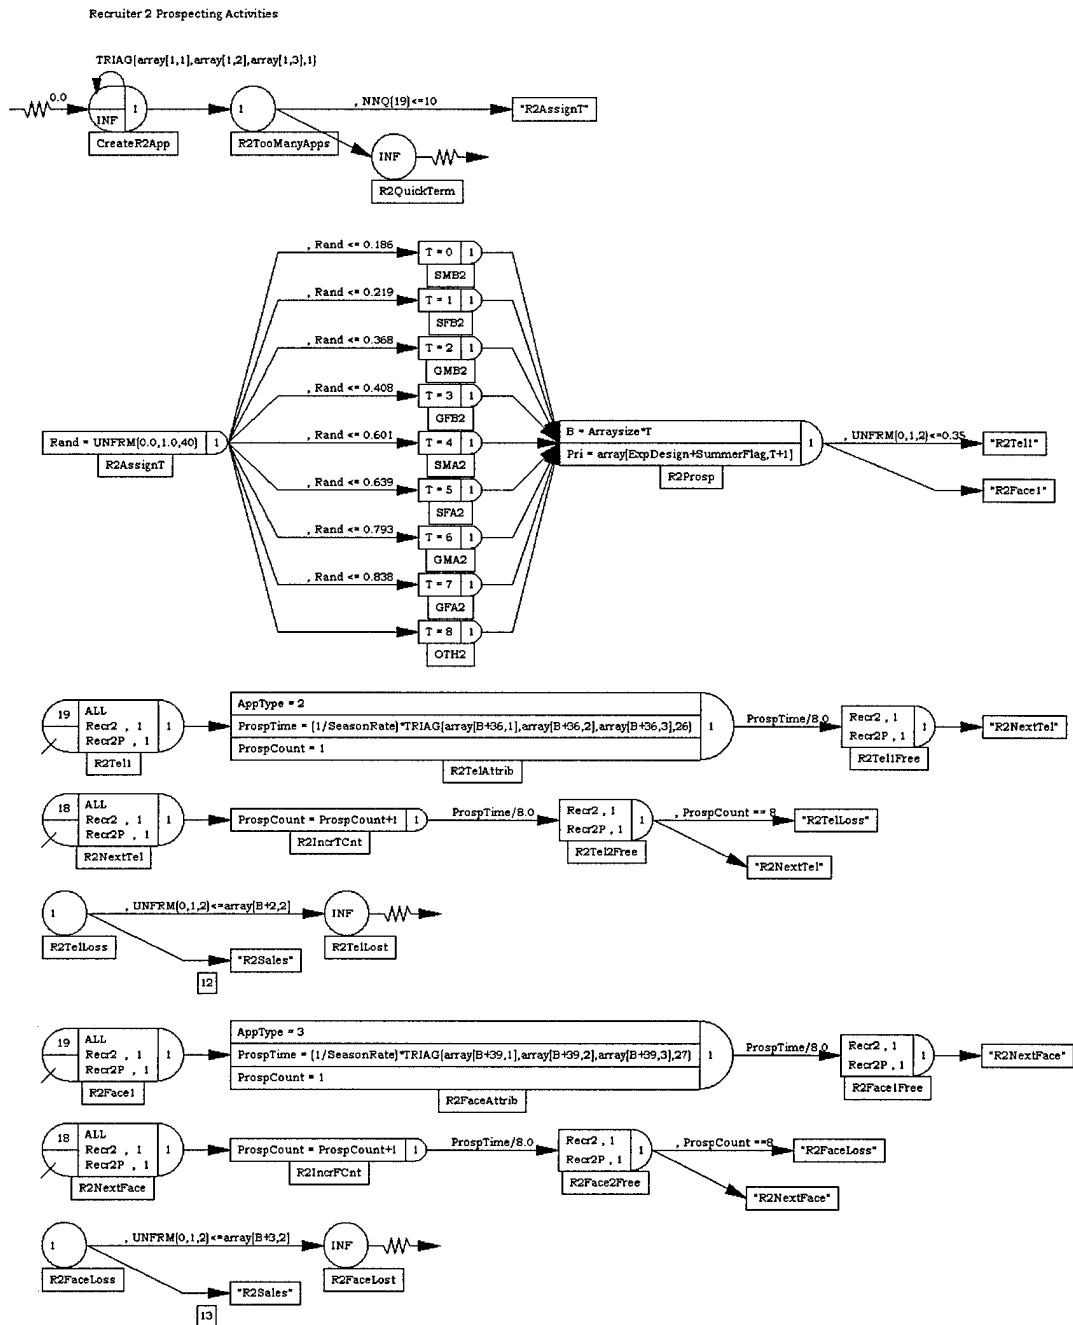 Recruiter 2 Prospecting Activities
TRIAG(array[1,1],array[1,2],array[1,3],1)
0.0
INF
1
CreateR2App
1
R2TooManyApps
, NNQ(19)<=10
"R2AssignT"
INF
R2QuickTerm
, Rand <= 0.186
T = 0
1
SMB2
, Rand <= 0.219
T = 1
1
SFB2
, Rand <= 0.368
T = 2
1
GMB2
, Rand <= 0.408
T = 3
1
GFB2
Rand = UNFRM(0.0,1.0,40)
1
R2AssignT
, Rand <= 0.601
T = 4
1
SMA2
B = Arraysize*T
Pri = array[ExpDesign+SummerFlag,T+1]
1
R2Prosp
, UNFRM(0,1,2)<=0.35
"R2Tel1"
"R2Face1"
, Rand <= 0.639
T = 5
1
SFA2
, Rand <= 0.793
T = 6
1
GMA2
, Rand <= 0.838
T = 7
1
GFA2
T = 8
1
OTH2
19
ALL
Recr2 , 1
Recr2P , 1
1
R2Tel1
AppType = 2
ProspTime = (1/SeasonRate)*TRIAG(array[B+36,1],array[B+36,2],array[B+36,3],26)
ProspCount = 1
1
R2TelAttrib
ProspTime/8.0
Recr2 , 1
Recr2P , 1
1
R2Tel1Free
"R2NextTel"
18
ALL
Recr2 , 1
Recr2P , 1
1
R2NextTel
ProspCount = ProspCount+1
1
R2IncrTCnt
ProspTime/8.0
Recr2 , 1
Recr2P , 1
1
R2Tel2Free
, ProspCount == 8
"R2TelLoss"
"R2NextTel"
1
R2TelLoss
, UNFRM(0,1,2)<=array[B+2,2]
INF
R2TelLost
"R2Sales"
12
19
ALL
Recr2 , 1
Recr2P , 1
1
R2Face1
AppType = 3
ProspTime = (1/SeasonRate)*TRIAG(array[B+39,1],array[B+39,2],array[B+39,3],27)
ProspCount = 1
1
R2FaceAttrib
ProspTime/8.0
Recr2 , 1
Recr2P , 1
1
R2Face1Free
"R2NextFace"
18
ALL
Recr2 , 1
Recr2P , 1
1
R2NextFace
ProspCount = ProspCount+1
1
R2IncrFCnt
ProspTime/8.0
Recr2 , 1
Recr2P , 1
1
R2Face2Free
, ProspCount ==8
"R2FaceLoss"
"R2NextFace"
1
R2FaceLoss
, UNFRM(0,1,2)<=array[B+3,2]
INF
R2FaceLost
"R2Sales"
13